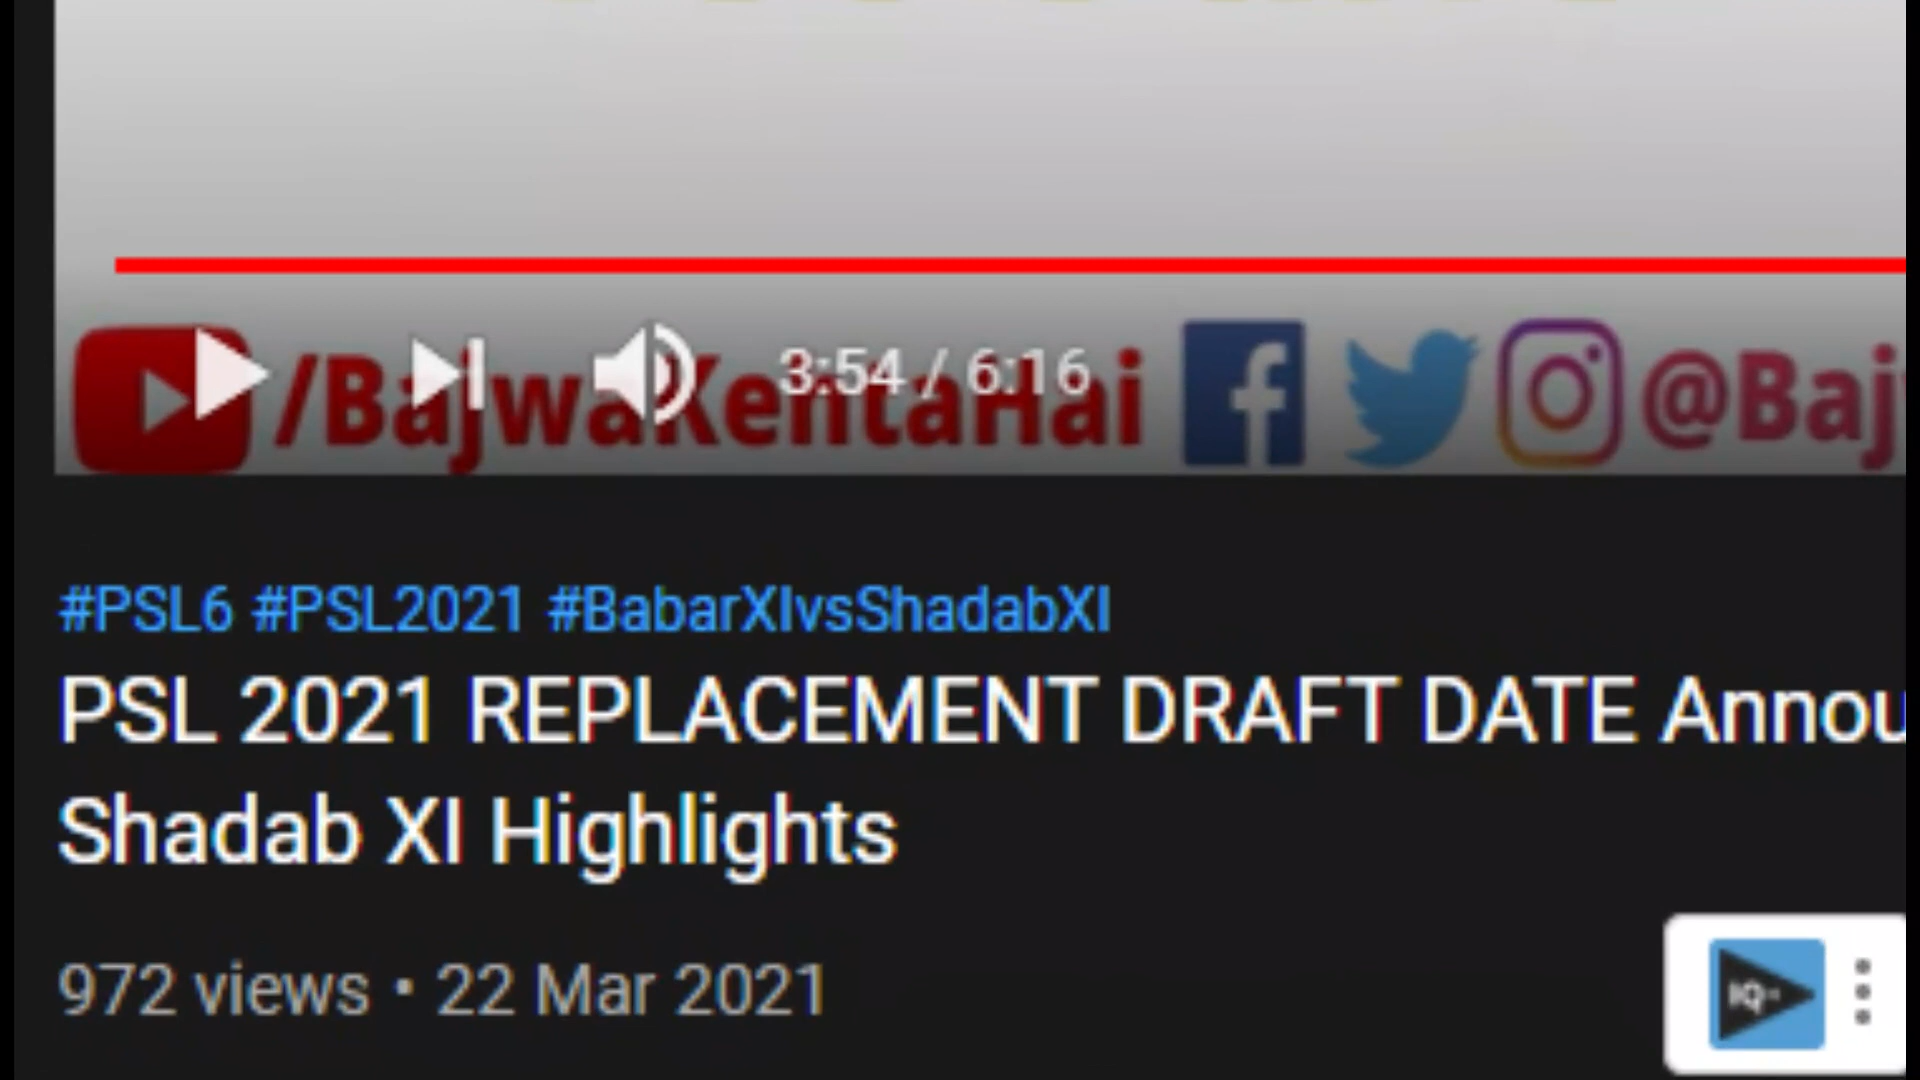 /BajwaKehtaHai @Baj
3:54 / 6:16
#PSL6 #PSL2021 #BabarXIvsShadabXI
PSL 2021 REPLACEMENT DRAFT DATE Annou
Shadab XI Highlights
972 views • 22 Mar 2021
IQ